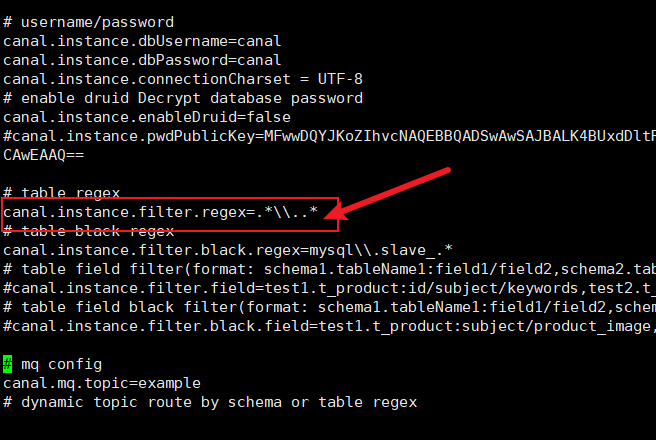 # username/password
canal.instance.dbUsername=canal
canal.instance.dbPassword=canal
canal.instance.connectionCharset = UTF-8
# enable druid Decrypt database password
canal.instance.enableDruid=false
#canal.instance.pwdPublicKey=MFwwDQYJKoZIhvcNAQEBBQADSwAwSAJBALK4BUxdDltR
CAwEAAQ==
# table regex
canal.instance.filter.regex=.*\\..*
# table black regex
canal.instance.filter.black.regex=mysql\\.slave_.*
# table field filter(format: schema1.tableName1:field1/field2,schema2.tab
#canal.instance.filter.field=test1.t_product:id/subject/keywords,test2.t_
# table field black filter(format: schema1.tableName1:field1/field2,schem
#canal.instance.filter.black.field=test1.t_product:subject/product_image,
# mq config
canal.mq.topic=example
# dynamic topic route by schema or table regex